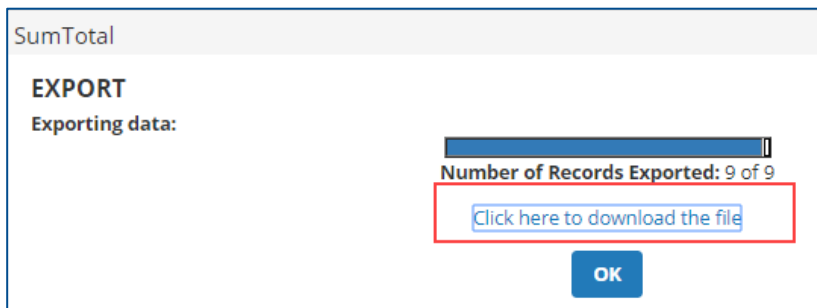 SumTotal
EXPORT
Exporting data:
Number of Records Exported: 9 of 9
Click here to download the file
OK